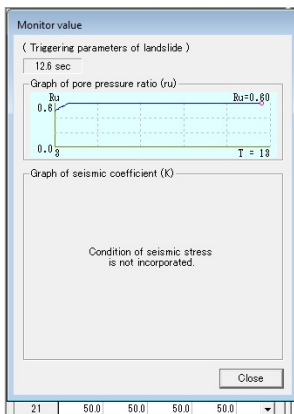 Monitor value
( Triggering parameters of landslide )
12.6 sec
Graph of pore pressure ratio (ru)
Ru Ru=0.60
0.6
0.0
3 T = 13
Graph of seismic coefficient (K)
Condition of seismic stress
is not incorporated.
Close
21 50.0 50.0 50.0 50.0